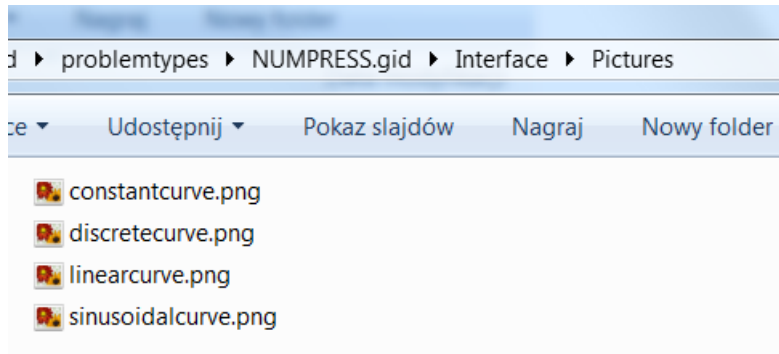 d ▸ problemtypes ▸ NUMPRESS.gid ▸ Interface ▸ Pictures
ce ▾ Udostępnij ▾ Pokaz slajdów Nagraj Nowy folder
constantcurve.png
discretecurve.png
linearcurve.png
sinusoidalcurve.png